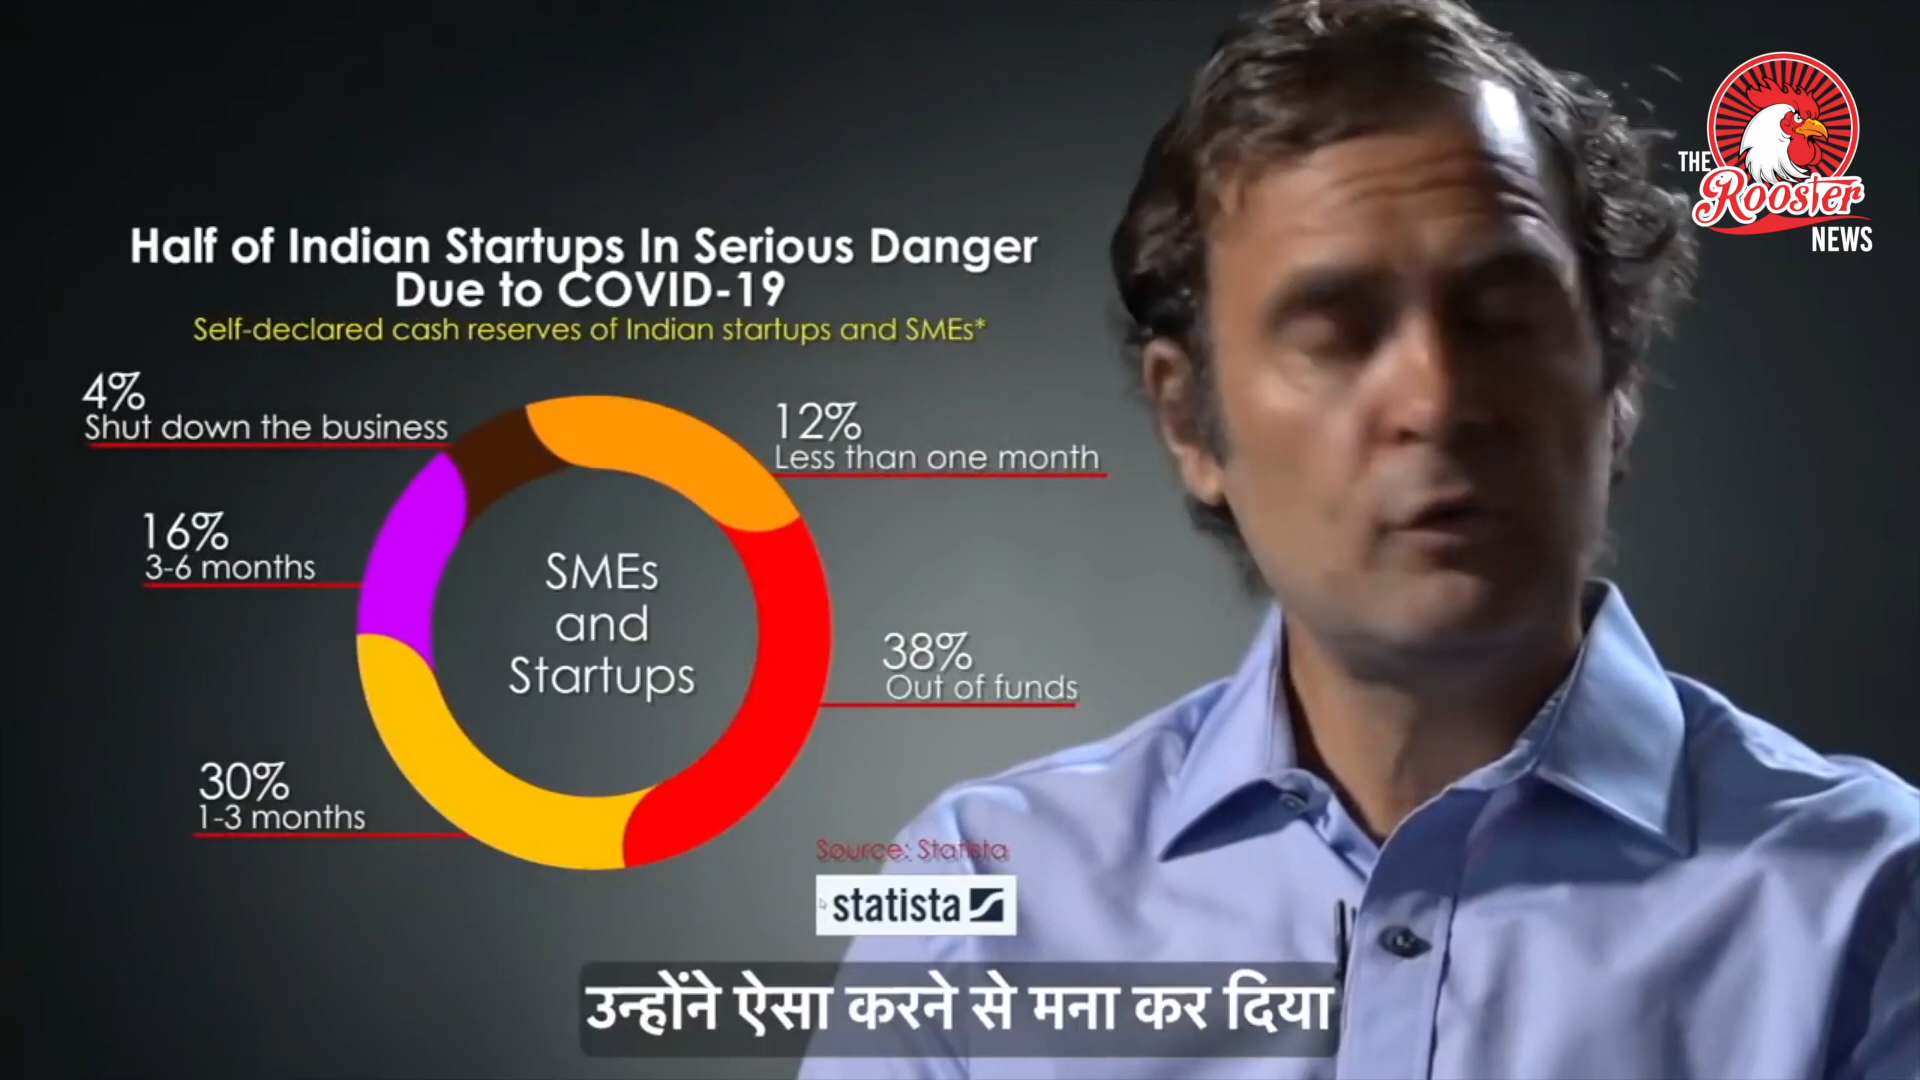 THE
Rooster
NEWS
Half of Indian Startups In Serious Danger
Due to COVID-19
Self-declared cash reserves of Indian startups and SMEs*
4%
Shut down the business
12%
Less than one month
16%
3-6 months
SMEs
and
Startups
38%
Out of funds
30%
1-3 months
Source: Statista
statista
उन्होंने ऐसा करने से मना कर दिया